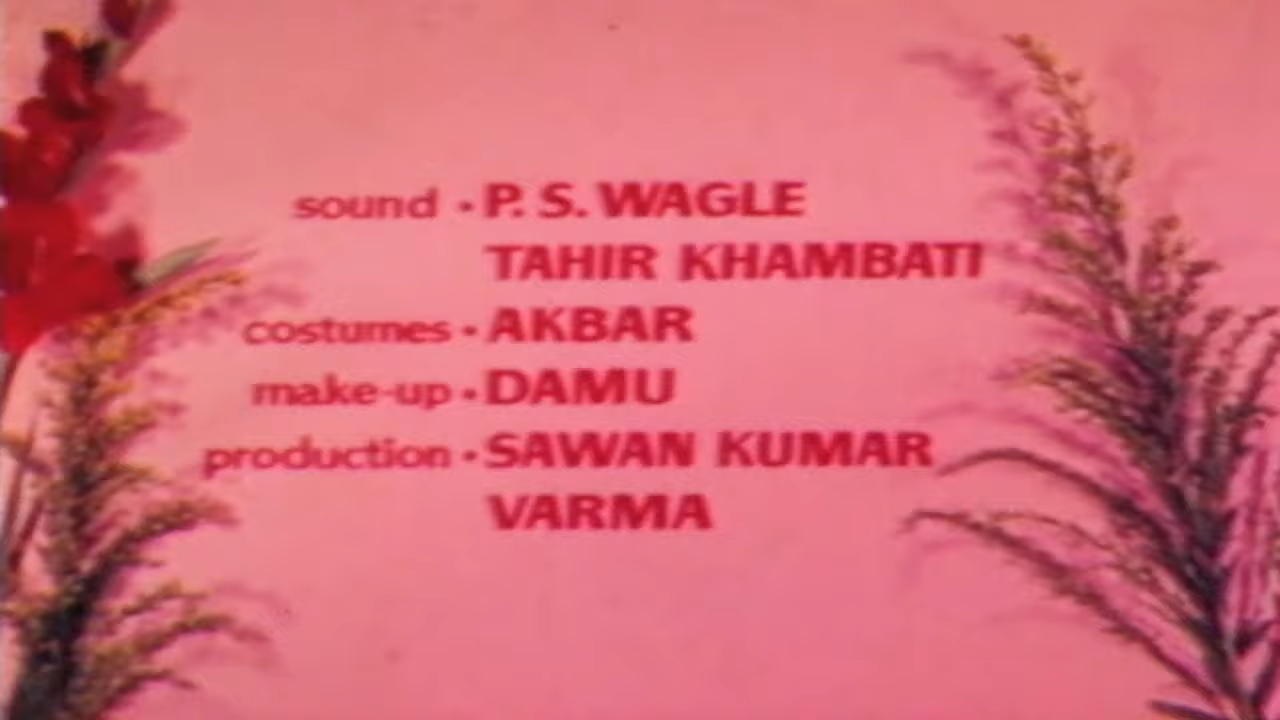 sound • P. S. WAGLE
TAHIR KHAMBATI
costumes • AKBAR
make-up • DAMU
production • SAWAN KUMAR
VARMA